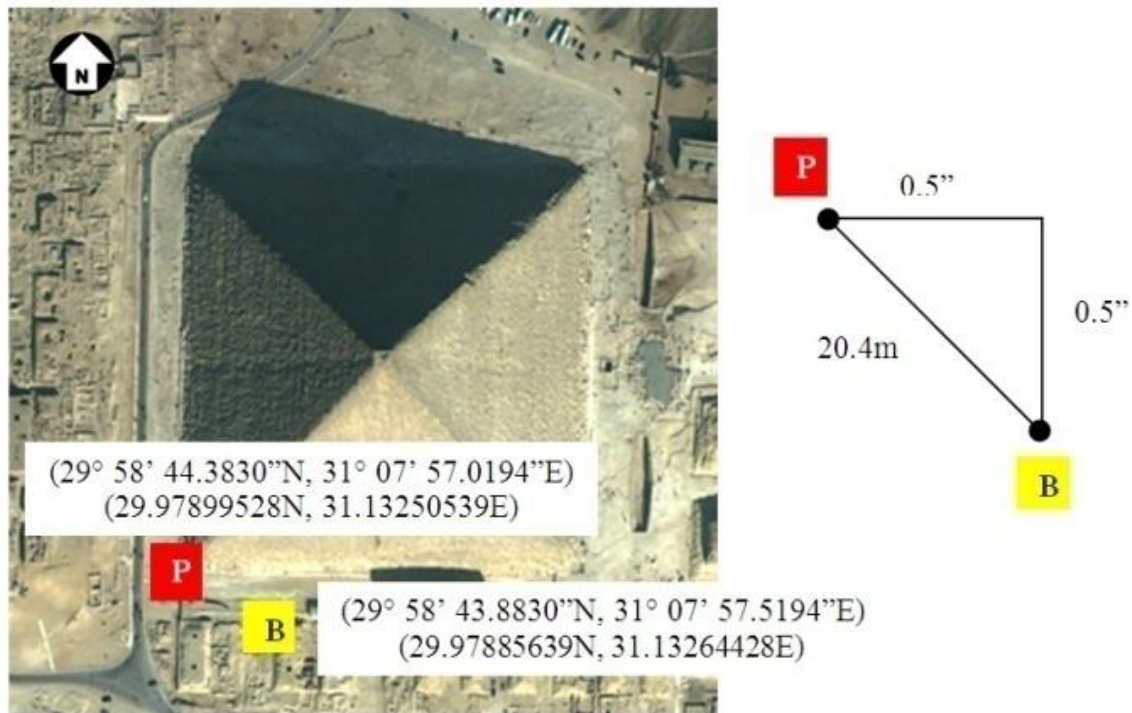 N
(29° 58’ 44.3830”N, 31° 07’ 57.0194”E)
(29.97899528N, 31.13250539E)
P
B
(29° 58’ 43.8830”N, 31° 07’ 57.5194”E)
(29.97885639N, 31.13264428E)
P
0.5”
0.5”
20.4m
B